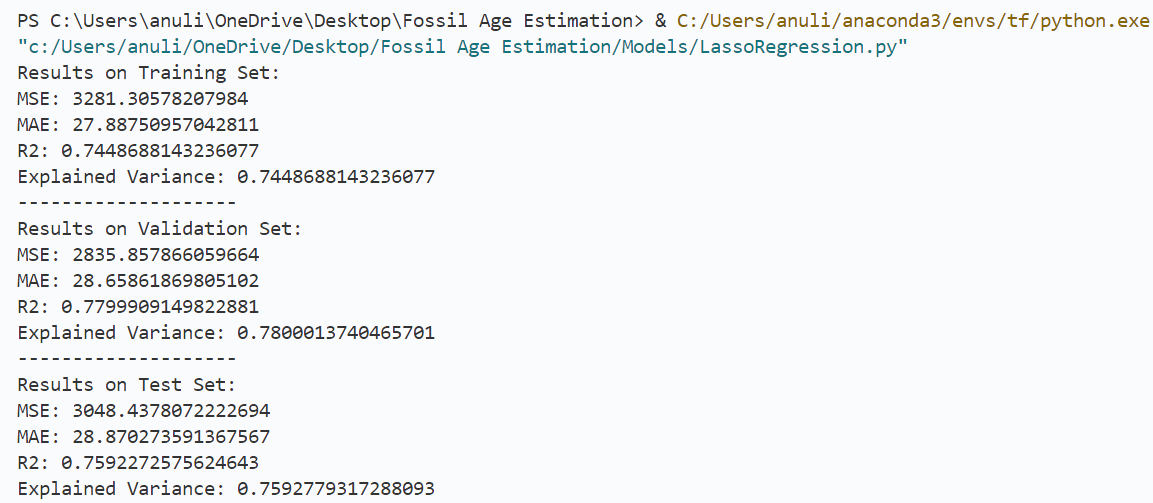 PS C:\Users\anuli\OneDrive\Desktop\Fossil Age Estimation> & C:/Users/anuli/anaconda3/envs/tf/python.exe
"c:/Users/anuli/OneDrive/Desktop/Fossil Age Estimation/Models/LassoRegression.py"
Results on Training Set:
MSE: 3281.30578207984
MAE: 27.88750957042811
R2: 0.7448688143236077
Explained Variance: 0.7448688143236077
--------------------
Results on Validation Set:
MSE: 2835.857866059664
MAE: 28.65861869805102
R2: 0.7799909149822881
Explained Variance: 0.7800013740465701
--------------------
Results on Test Set:
MSE: 3048.4378072222694
MAE: 28.870273591367567
R2: 0.7592272575624643
Explained Variance: 0.7592779317288093